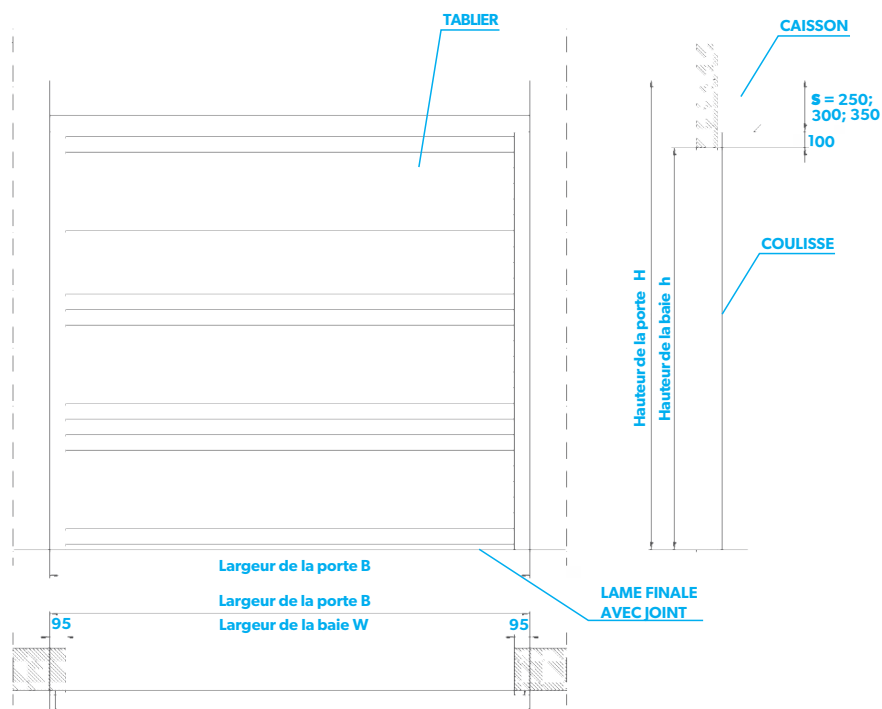 TABLIER
CAISSON
S = 250;
300; 350
100
COULISSE
Hauteur de la porte H
Hauteur de la baie h
Largeur de la porte B
LAME FINALE
AVEC JOINT
Largeur de la porte B
95
Largeur de la baie W
95